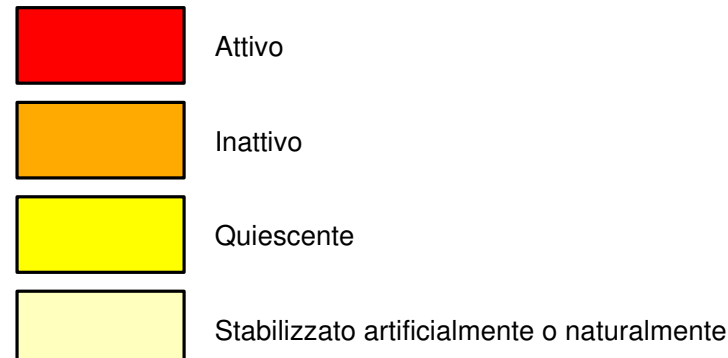 Attivo
Inattivo
Quiescente
Stabilizzato artificialmente o naturalmente